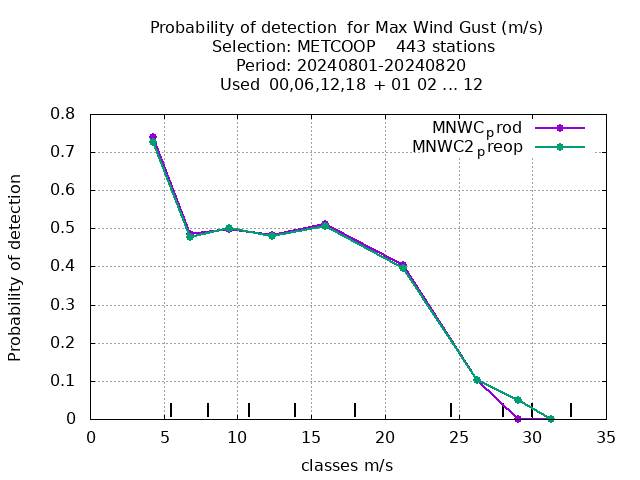 Probability of detection  for Max Wind Gust (m/s)
Selection: METCOOP    443 stations
Period: 20240801-20240820
Used  00,06,12,18  + 01 02 ... 12
Probability of detection
0.8
0.7
0.6
0.5
0.4
0.3
0.2
0.1
0
MNWCprod
MNWC2preop
0 5 10 15 20 25 30 35
classes m/s